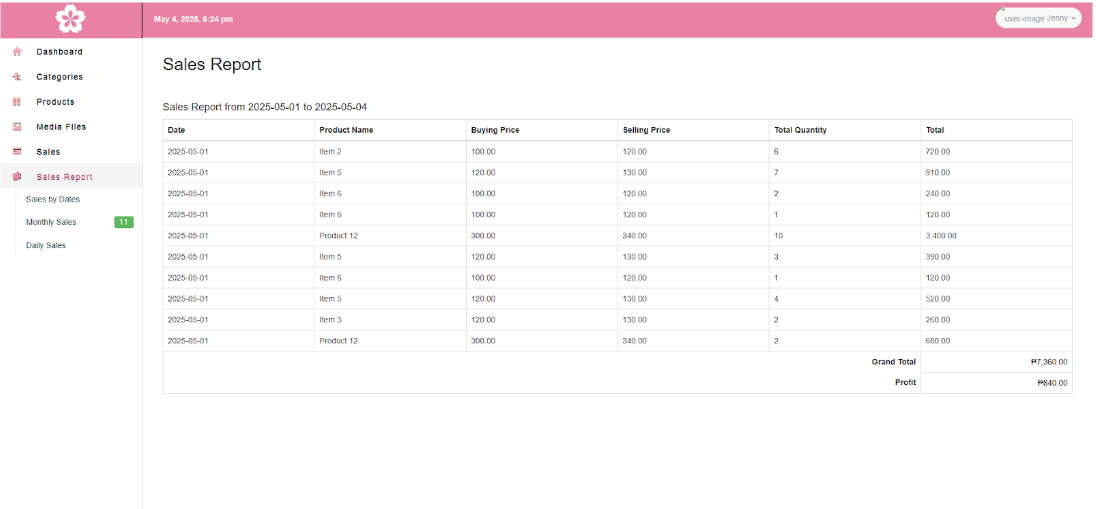 May 4, 2025, 6:24 pm
user-image Jenny
Dashboard
Categories
Products
Media Files
Sales
Sales Report
Sales by Dates
Monthly Sales 11
Daily Sales
Sales Report
Sales Report from 2025-05-01 to 2025-05-04
Date Product Name Buying Price Selling Price Total Quantity Total
2025-05-01 Item 2 100.00 120.00 6 720.00
2025-05-01 Item 5 120.00 130.00 7 910.00
2025-05-01 Item 6 100.00 120.00 2 240.00
2025-05-01 Item 6 100.00 120.00 1 120.00
2025-05-01 Product 12 300.00 340.00 10 3,400.00
2025-05-01 Item 5 120.00 130.00 3 390.00
2025-05-01 Item 6 100.00 120.00 1 120.00
2025-05-01 Item 5 120.00 130.00 4 520.00
2025-05-01 Item 3 120.00 130.00 2 260.00
2025-05-01 Product 12 300.00 340.00 2 680.00
Grand Total ₱7,360.00
Profit ₱840.00